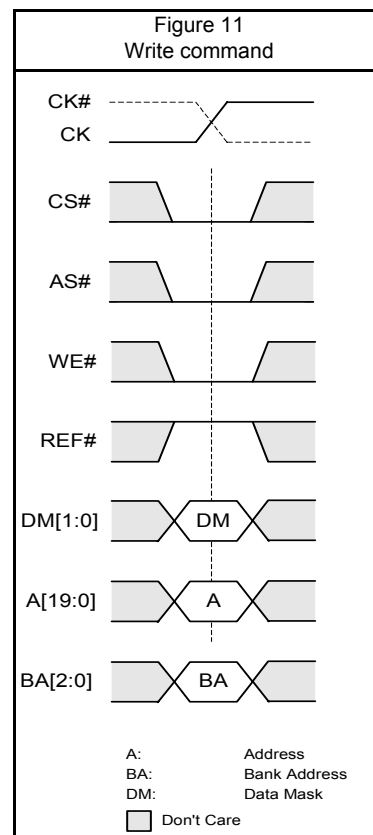 Figure 11
Write command
CK#
CK
CS#
AS#
WE#
REF#
DM[1:0]
DM
A[19:0]
A
BA[2:0]
BA
A: Address
BA: Bank Address
DM: Data Mask
Don't Care